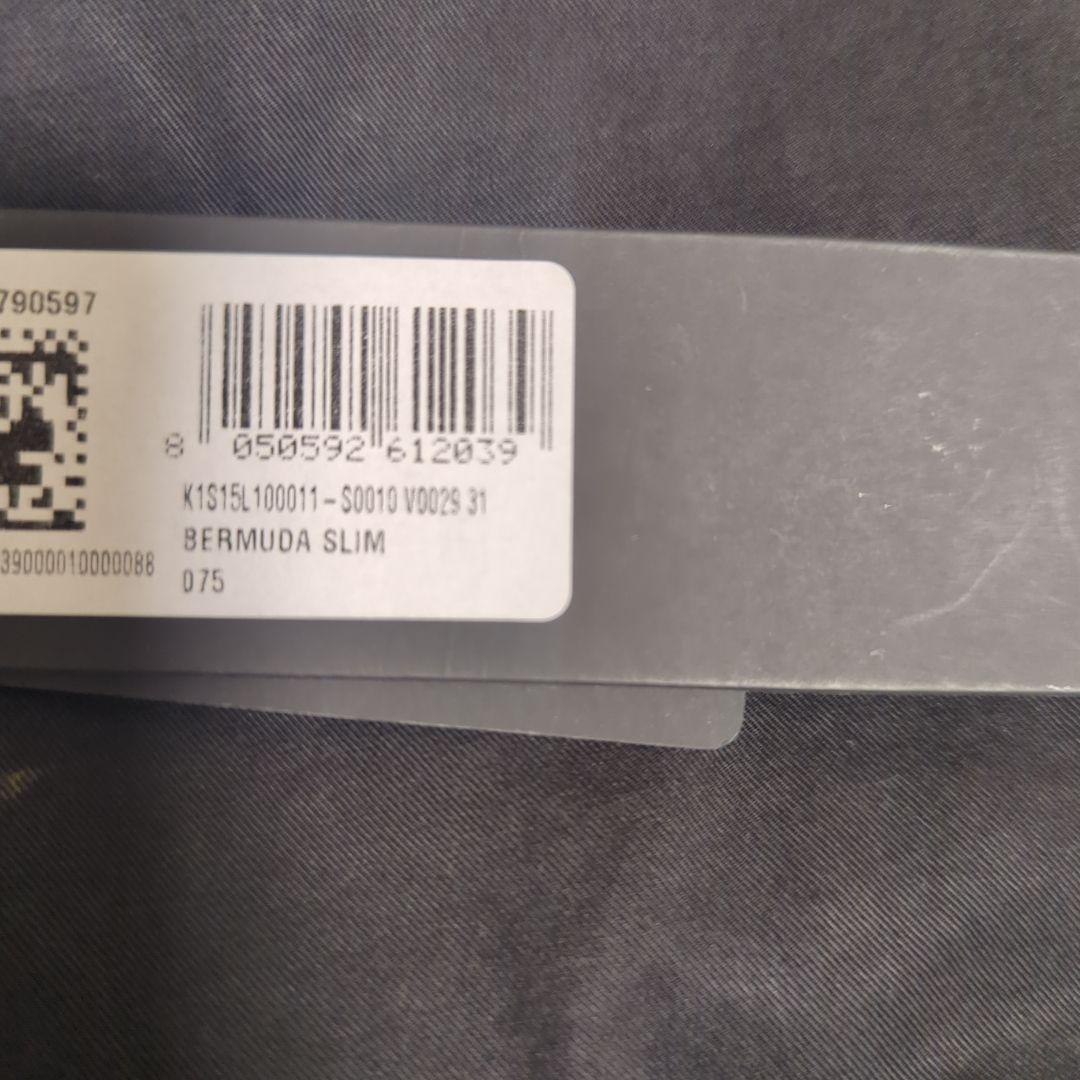 790597
8 050592 612039
K1S15L100011-S0010 V0029 31
BERMUDA SLIM
075
39000010000088